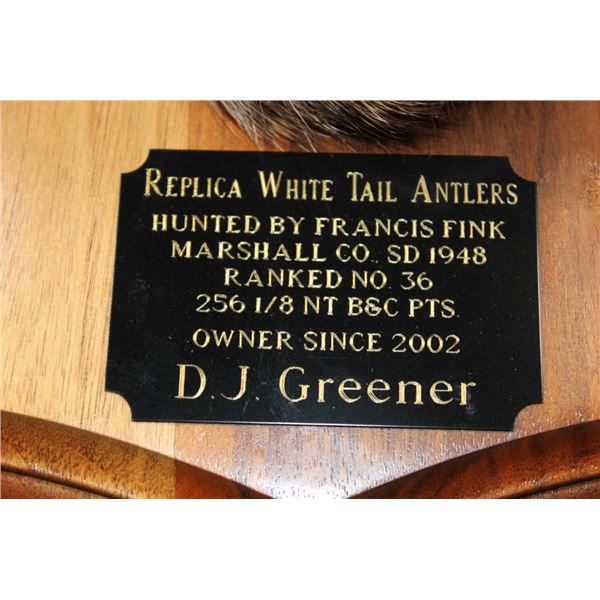 REPLICA WHITE TAIL ANTLERS
HUNTED BY FRANCIS FINK
MARSHALL CO. SD 1948
RANKED NO. 36
256 1/8 NT B&C PTS.
OWNER SINCE 2002
D.J. Greener